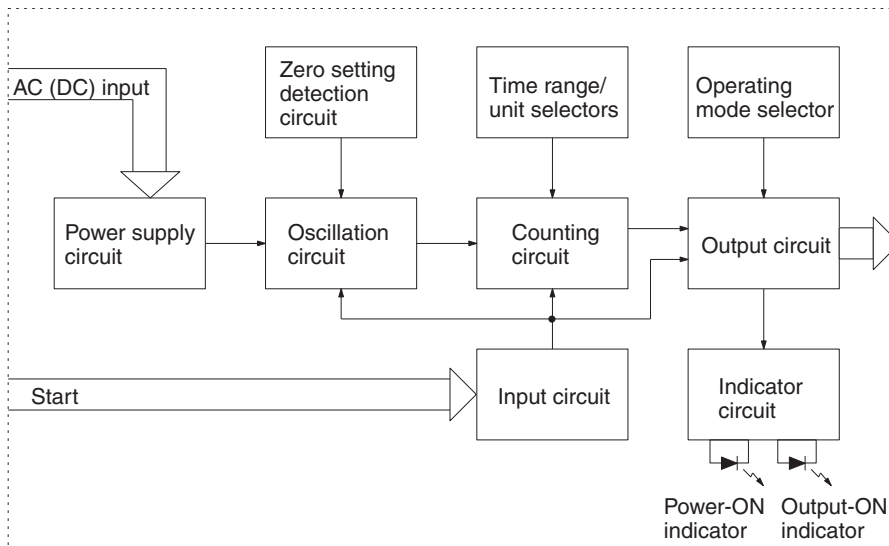 AC (DC) input
Zero setting
detection
circuit
Time range/
unit selectors
Operating
mode selector
Power supply
circuit
Oscillation
circuit
Counting
circuit
Output circuit
Start
Input circuit
Indicator
circuit
Power-ON
indicator
Output-ON
indicator